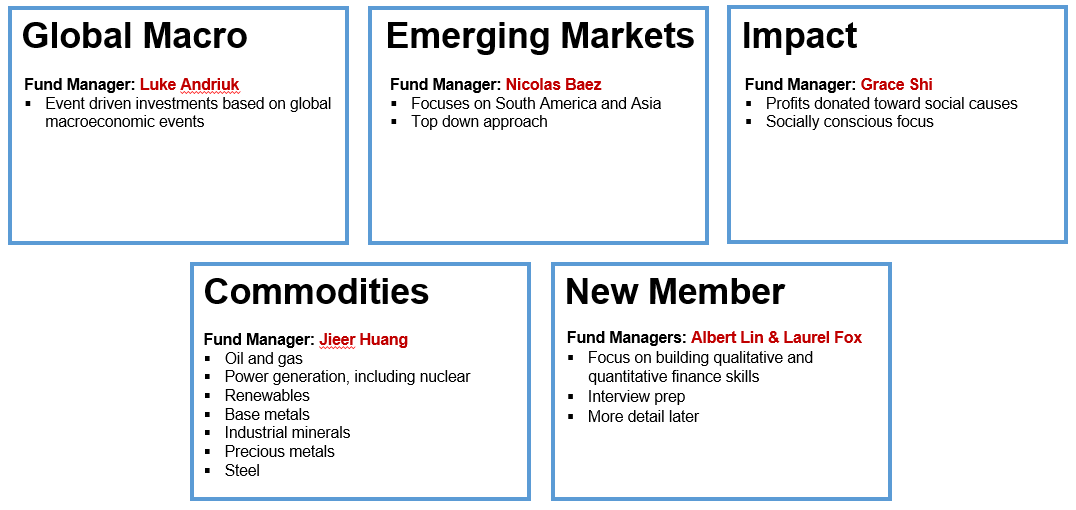 Global Macro
Fund Manager: Luke Andriuk
▪ Event driven investments based on global
macroeconomic events
Emerging Markets
Fund Manager: Nicolas Baez
▪ Focuses on South America and Asia
▪ Top down approach
Impact
Fund Manager: Grace Shi
▪ Profits donated toward social causes
▪ Socially conscious focus
Commodities
Fund Manager: Jieer Huang
▪ Oil and gas
▪ Power generation, including nuclear
▪ Renewables
▪ Base metals
▪ Industrial minerals
▪ Precious metals
▪ Steel
New Member
Fund Managers: Albert Lin & Laurel Fox
▪ Focus on building qualitative and
quantitative finance skills
▪ Interview prep
▪ More detail later